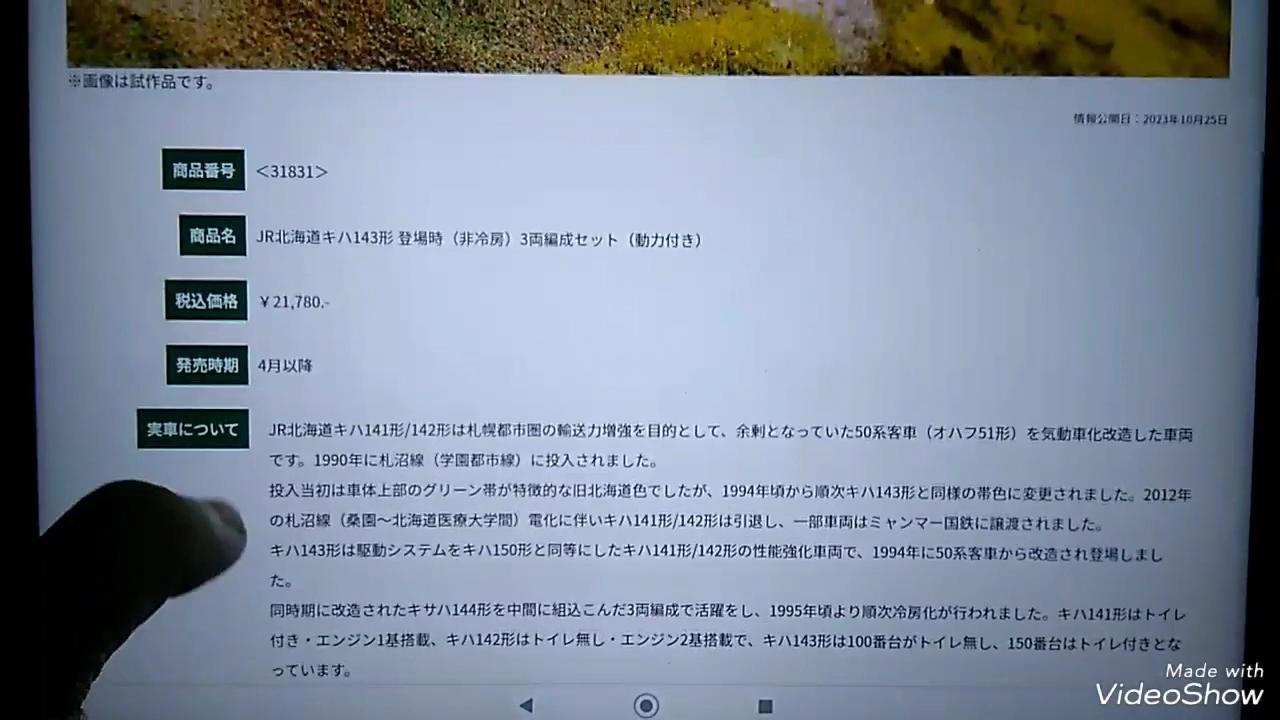 ※画像は試作品です。
情報公開日：2023年10月25日
商品番号 <31831>
商品名 JR北海道キハ143形 登場時（非冷房）3両編成セット（動力付き）
税込価格 ￥21,780.-
発売時期 4月以降
実車について JR北海道キハ141形/142形は札幌都市圏の輸送力増強を目的として、余剰となっていた50系客車（オハフ51形）を気動車化改造した車両
です。1990年に札沼線（学園都市線）に投入されました。
投入当初は車体上部のグリーン帯が特徴的な旧北海道色でしたが、1994年頃から順次キハ143形と同様の帯色に変更されました。2012年
の札沼線（桑園～北海道医療大学間）電化に伴いキハ141形/142形は引退し、一部車両はミャンマー国鉄に譲渡されました。
キハ143形は駆動システムをキハ150形と同等にしたキハ141形/142形の性能強化車両で、1994年に50系客車から改造され登場しまし
た。
同時期に改造されたキサハ144形を中間に組込こんだ3両編成で活躍をし、1995年頃より順次冷房化が行われました。キハ141形はトイレ
付き・エンジン1基搭載、キハ142形はトイレ無し・エンジン2基搭載で、キハ143形は100番台がトイレ無し、150番台はトイレ付きとな
っています。
Made with
VideoShow